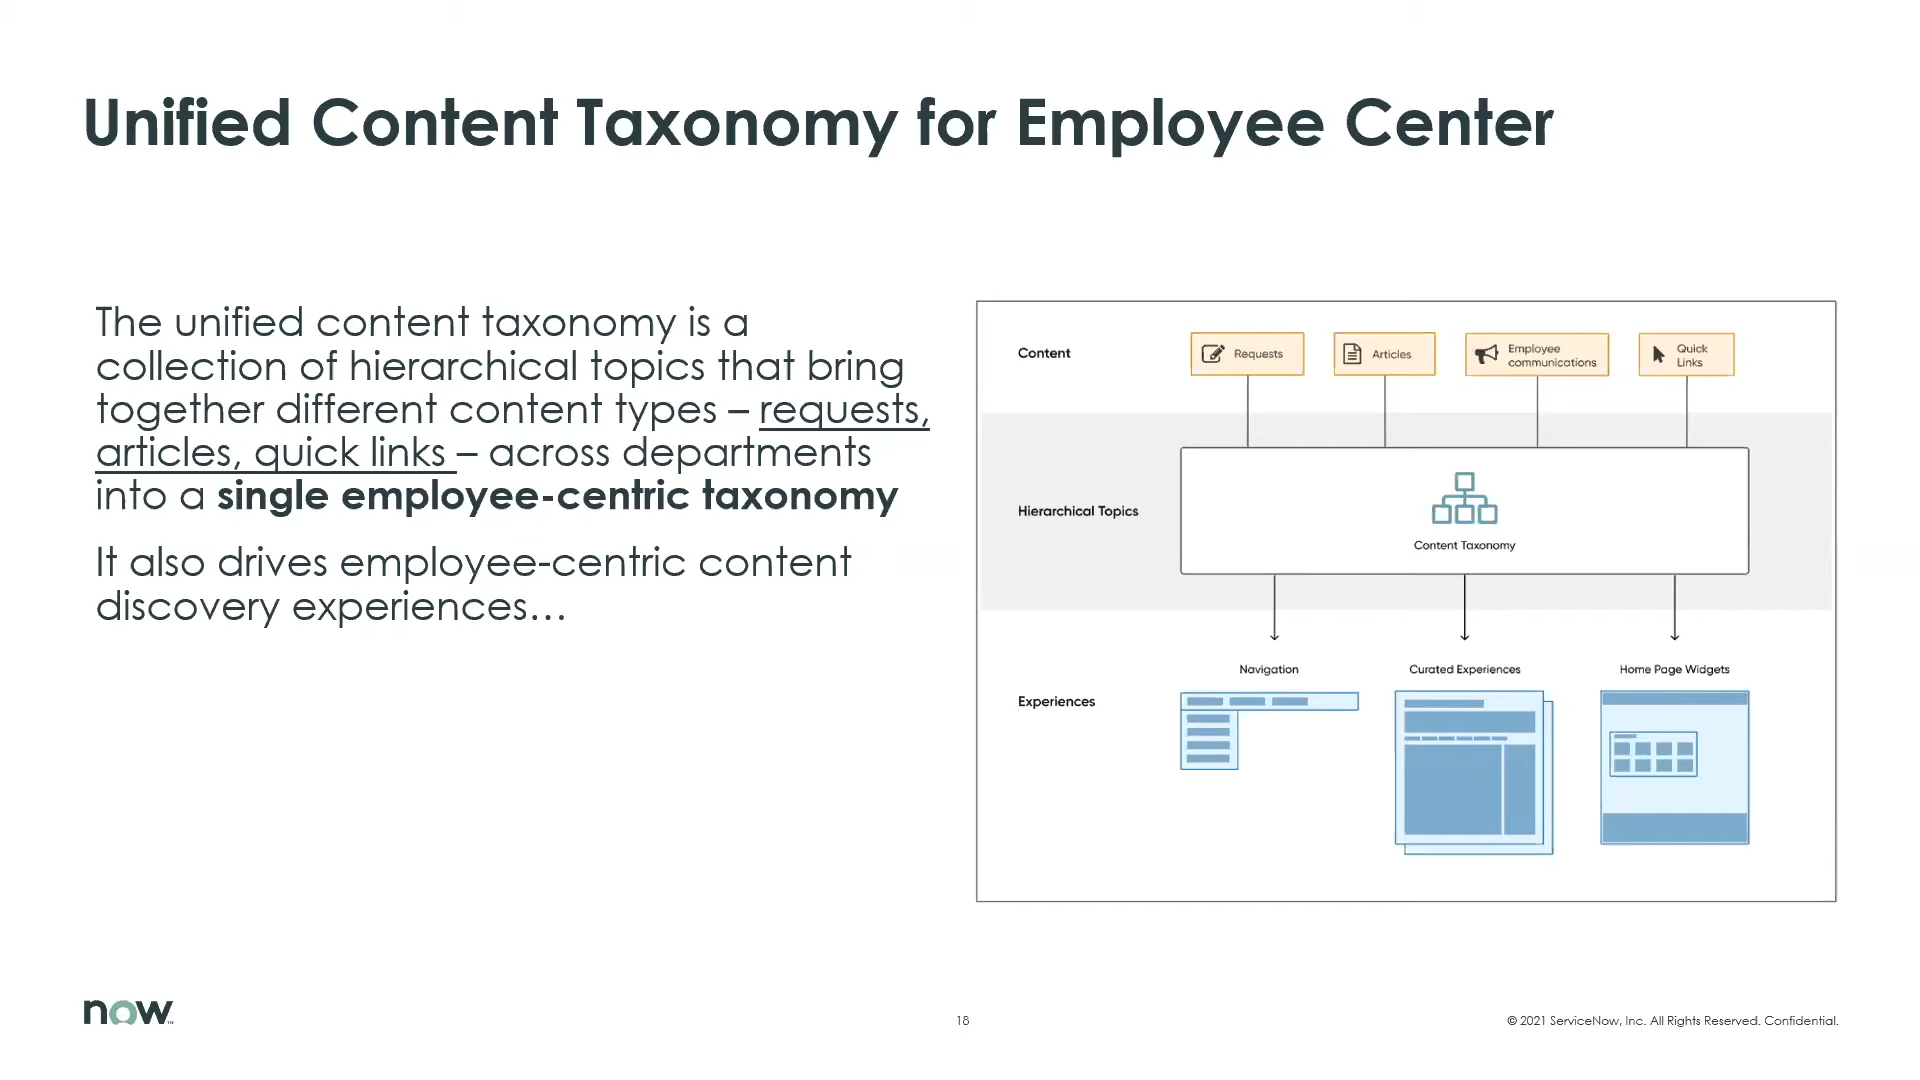 Unified Content Taxonomy for Employee Center
The unified content taxonomy is a
collection of hierarchical topics that bring
together different content types – requests,
articles, quick links – across departments
into a single employee-centric taxonomy
It also drives employee-centric content
discovery experiences…
Content
Requests
Articles
Employee
communications
Quick
Links
Hierarchical Topics
Content Taxonomy
Experiences
Navigation
Curated Experiences
Home Page Widgets
now™
18
© 2021 ServiceNow, Inc. All Rights Reserved. Confidential.